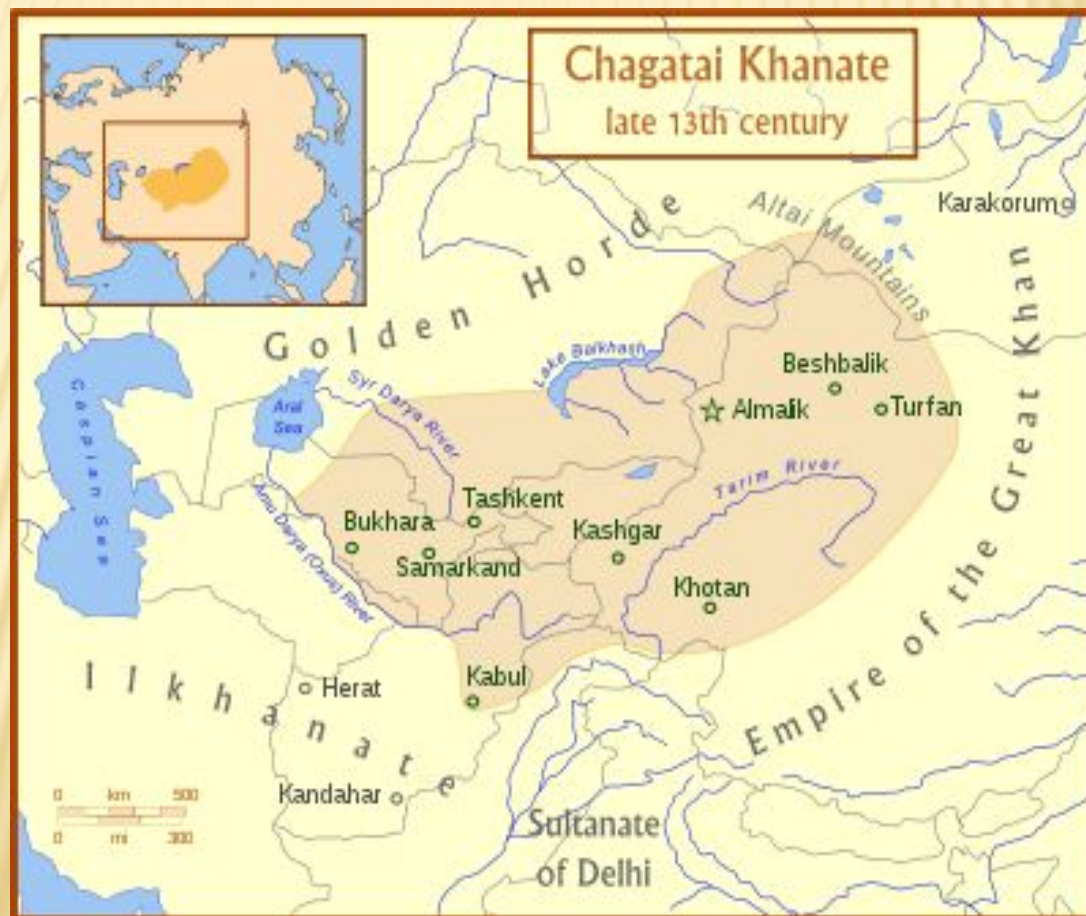 Chagatai Khanate
late 13th century
Altai Mountains
Karakorum
Golden Horde
Lake Balkhash
Beshbalik
Almalik
Turfan
Syr Darya River
Aral
Sea
Caspian Sea
Tarim River
Amu Darya (Oxus) River
Tashkent
Bukhara
Kashgar
Samarkand
Khotan
Empire of the Great Khan
Kabul
Ilkhanate
Herat
Kandahar
0 km 500
0 mi 300
Sultanate
of Delhi